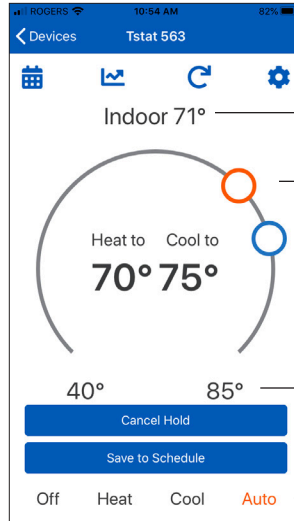 ROGERS 10:54 AM 82%
Devices Tstat 563
Indoor 71°
Heat to Cool to
70° 75°
40° 85°
Cancel Hold
Save to Schedule
Off Heat Cool Auto